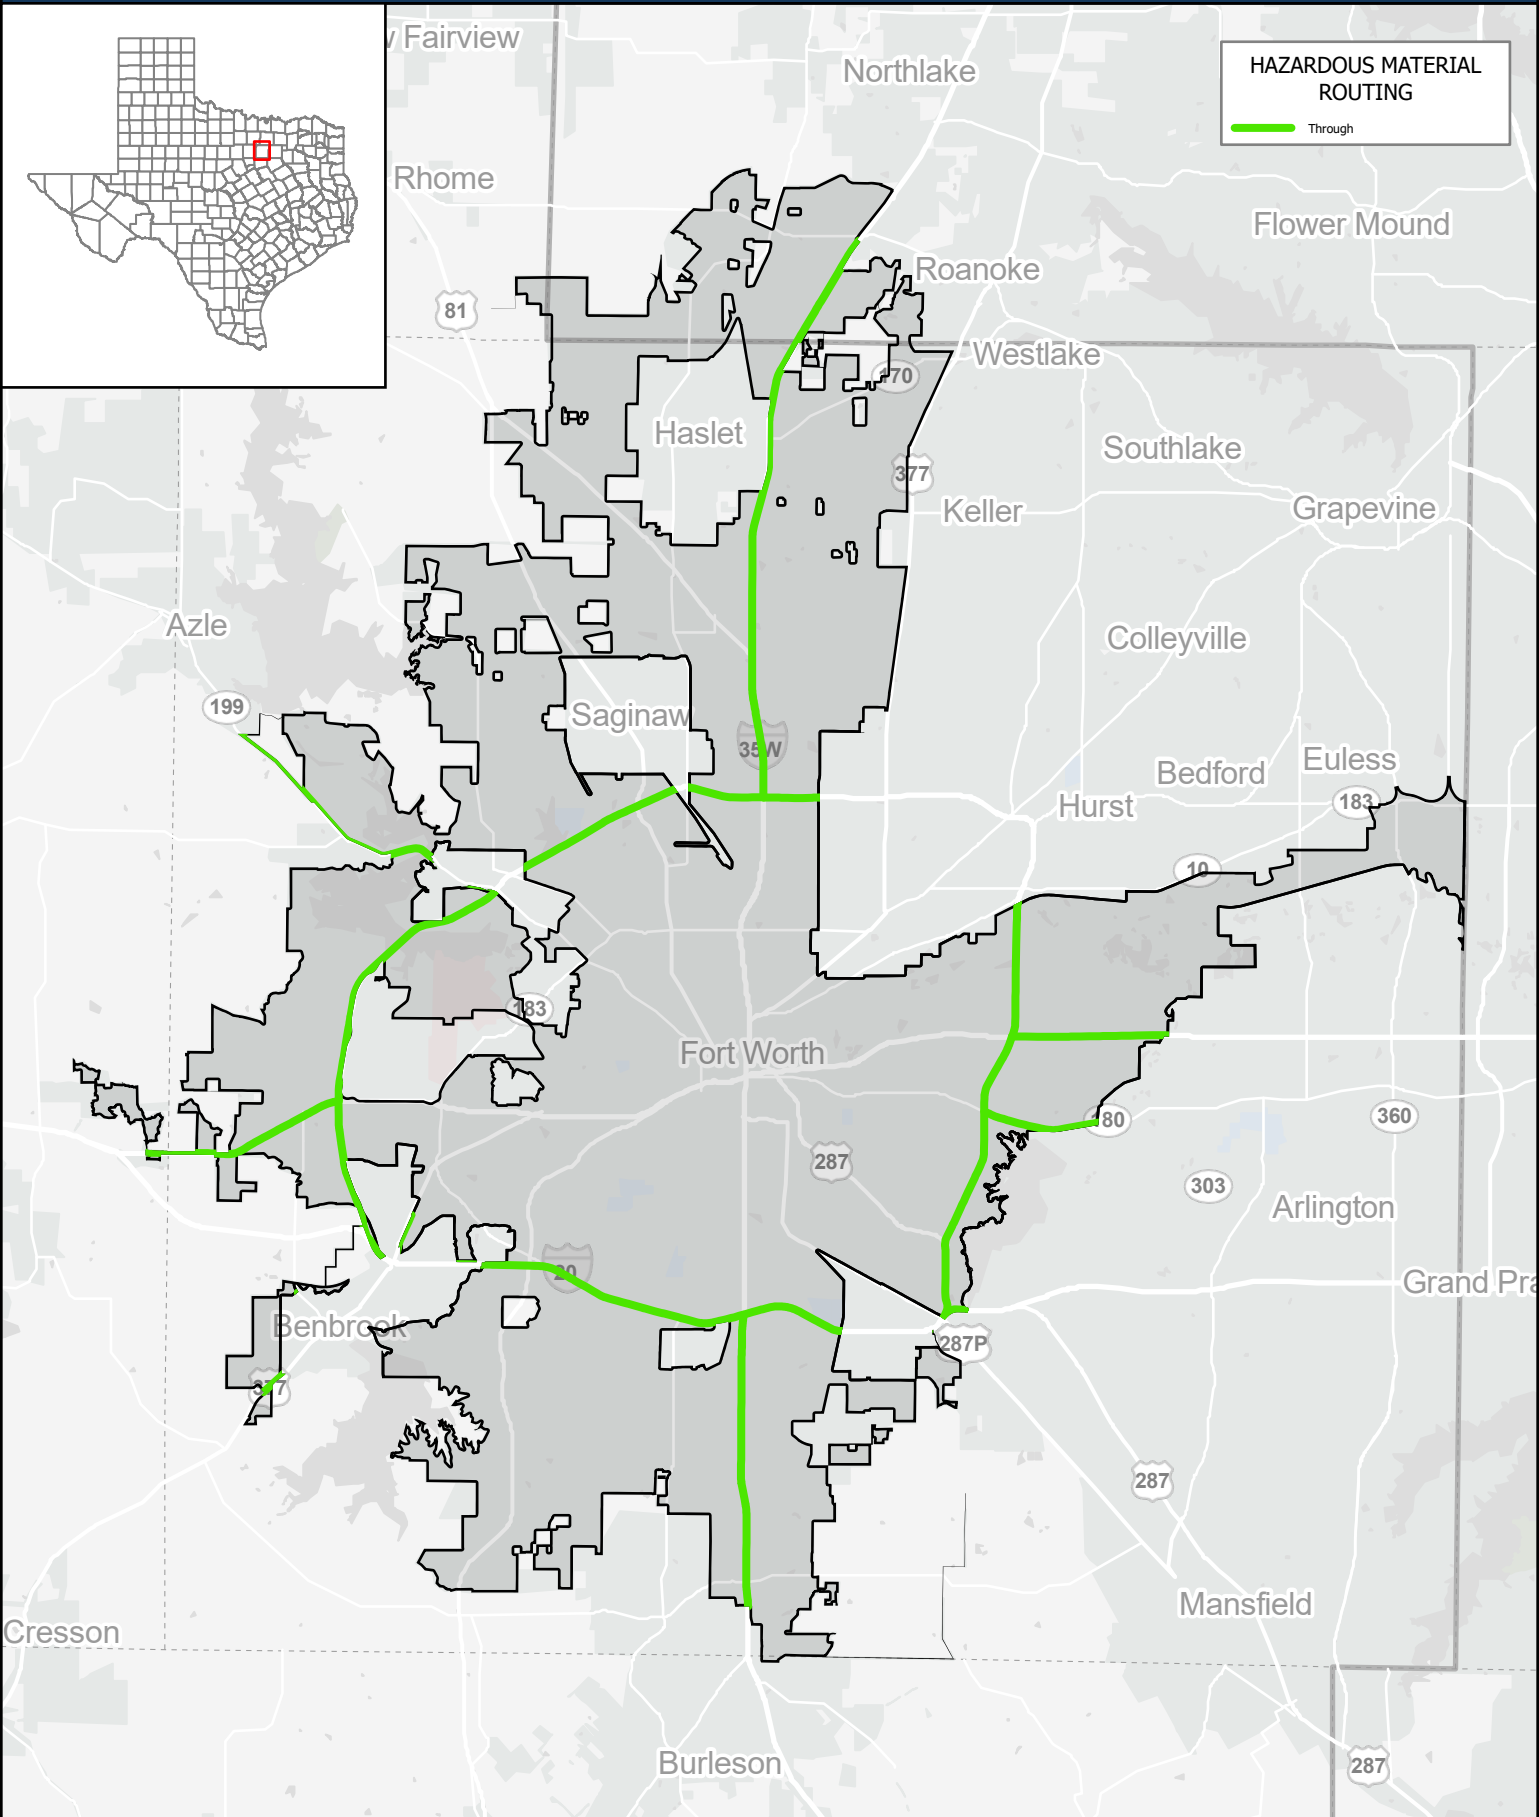 Fairview
Northlake
HAZARDOUS MATERIAL
ROUTING
Through
Rhome
Flower Mound
Roanoke
81
Westlake
170
Haslet
Southlake
377
Keller
Grapevine
Azle
Colleyville
199
Saginaw
35W
Bedford
Euless
Hurst
183
10
183
Fort Worth
180
360
287
303
Arlington
20
Grand Pra
Benbrook
287P
377
287
Mansfield
Cresson
Burleson
287